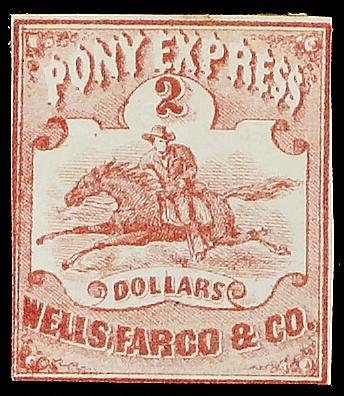 PONY EXPRESS
2
DOLLARS
WELLS, FARGO & CO.